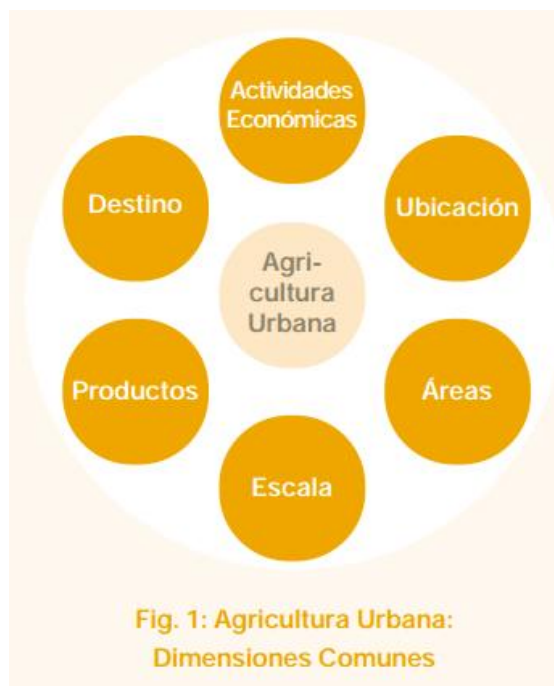 Actividades
Económicas
Destino
Ubicación
Agri-
cultura
Urbana
Productos
Áreas
Escala
Fig. 1: Agricultura Urbana:
Dimensiones Comunes